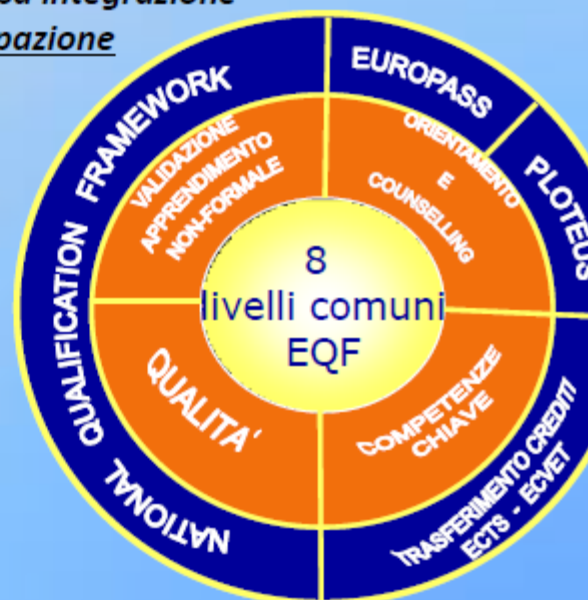 integrazione
pazione
NATIONAL QUALIFICATION FRAMEWORK
EUROPASS
PLOTEUS
TRASFERIMENTO CREDITI
ECTS - ECVET
VALIDAZIONE
APPRENDIMENTO
NON-FORMALE
ORIENTAMENTO
E
COUNSELLING
QUALITA'
COMPETENZE
CHIAVE
8
livelli comuni
EQF